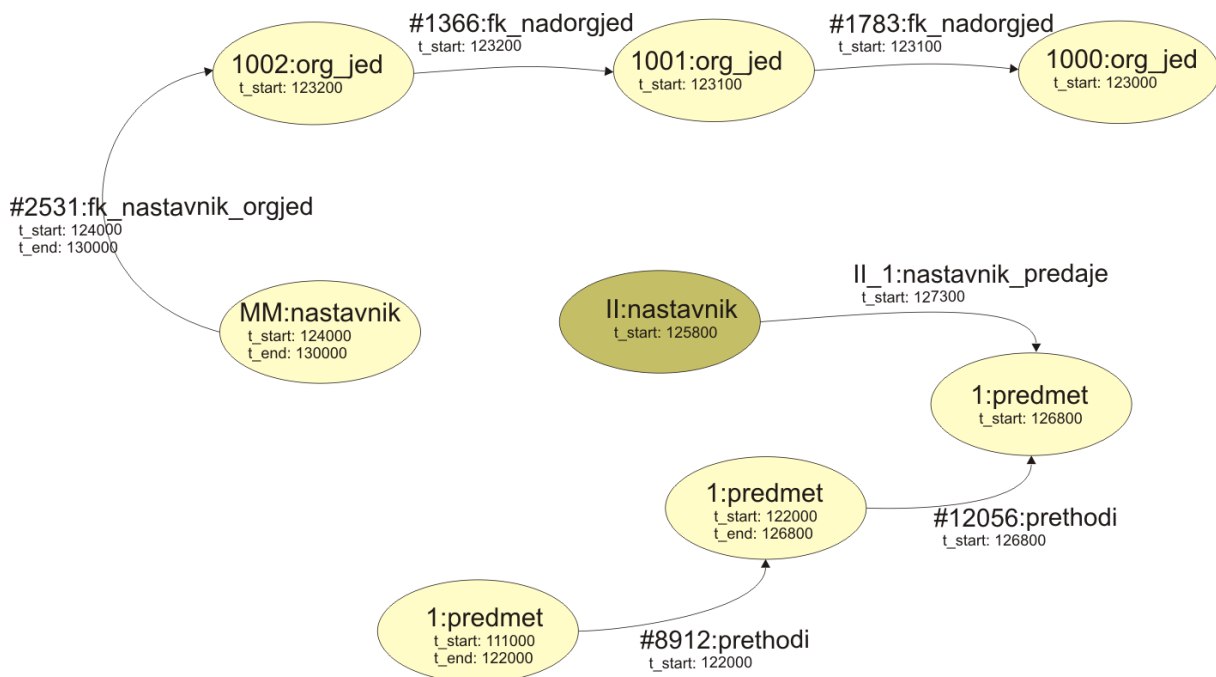 #1366:fk_nadorgjed
t_start: 123200
#1783:fk_nadorgjed
t_start: 123100
1002:org_jed
t_start: 123200
1001:org_jed
t_start: 123100
1000:org_jed
t_start: 123000
#2531:fk_nastavnik_orgjed
t_start: 124000
t_end: 130000
MM:nastavnik
t_start: 124000
t_end: 130000
II:nastavnik
t_start: 125800
II_1:nastavnik_predaje
t_start: 127300
1:predmet
t_start: 126800
1:predmet
t_start: 122000
t_end: 126800
#12056:prethodi
t_start: 126800
1:predmet
t_start: 111000
t_end: 122000
#8912:prethodi
t_start: 122000